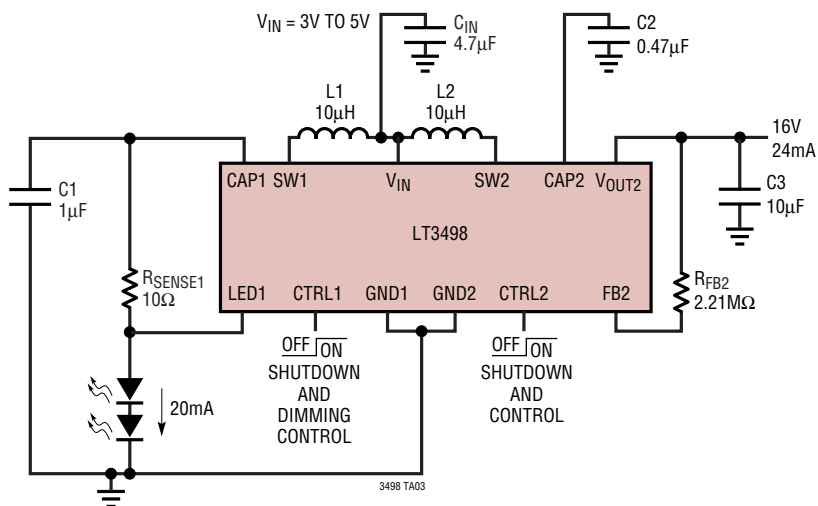 V_IN = 3V TO 5V
C_IN
4.7µF
C2
0.47µF
L1
10µH
L2
10µH
16V
24mA
C1
1µF
CAP1 SW1 V_IN SW2 CAP2 V_OUT2
C3
10µF
LT3498
R_SENSE1
10Ω
R_FB2
2.21MΩ
LED1 CTRL1 GND1 GND2 CTRL2 FB2
OFF ON
SHUTDOWN
AND
DIMMING
CONTROL
OFF ON
SHUTDOWN
AND
CONTROL
20mA
3498 TA03